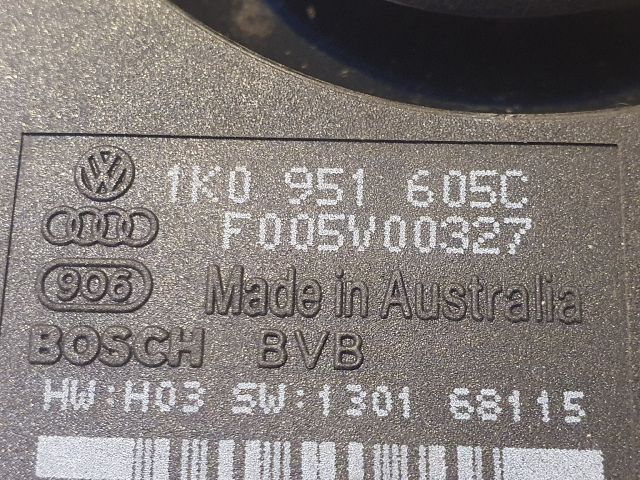 1K0 951 605C
F005V00327
906 Made in Australia
BOSCH BVB
HW:H03 SW:1301 68115